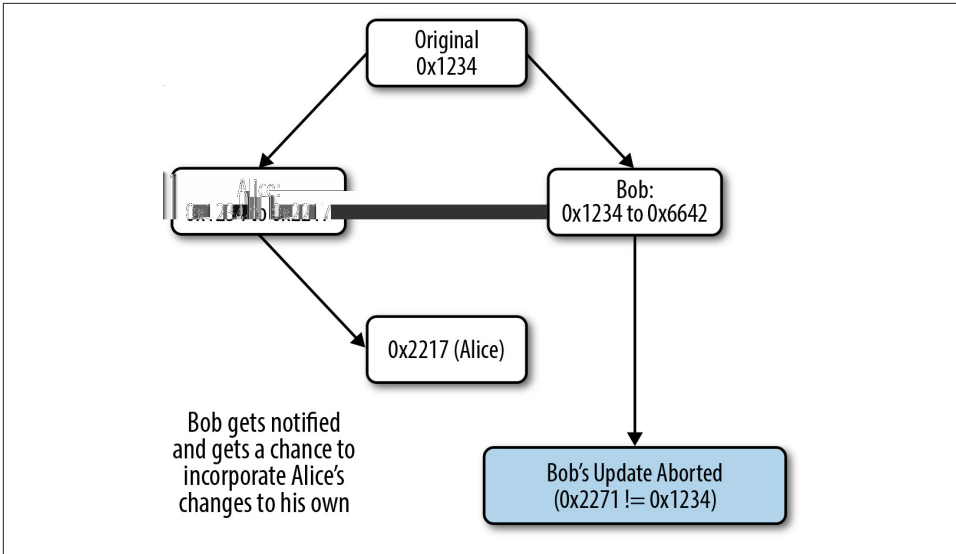 Original
0x1234
Alice:
Bob:
0x1234 to 0x6642
0x2217 (Alice)
Bob gets notified
and gets a chance to
incorporate Alice's
changes to his own
Bob's Update Aborted
(0x2271 != 0x1234)